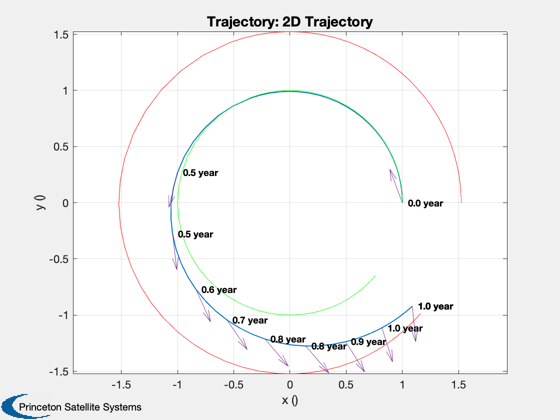 Trajectory: 2D Trajectory
1.5
1
0.5
0
-0.5
-1
-1.5
y ()
0.5 year
0.0 year
0.5 year
0.6 year
0.7 year
0.8 year
0.8 year
0.9 year
1.0 year
1.0 year
-1.5
-1
-0.5
0
0.5
1
1.5
x ()
Princeton Satellite Systems